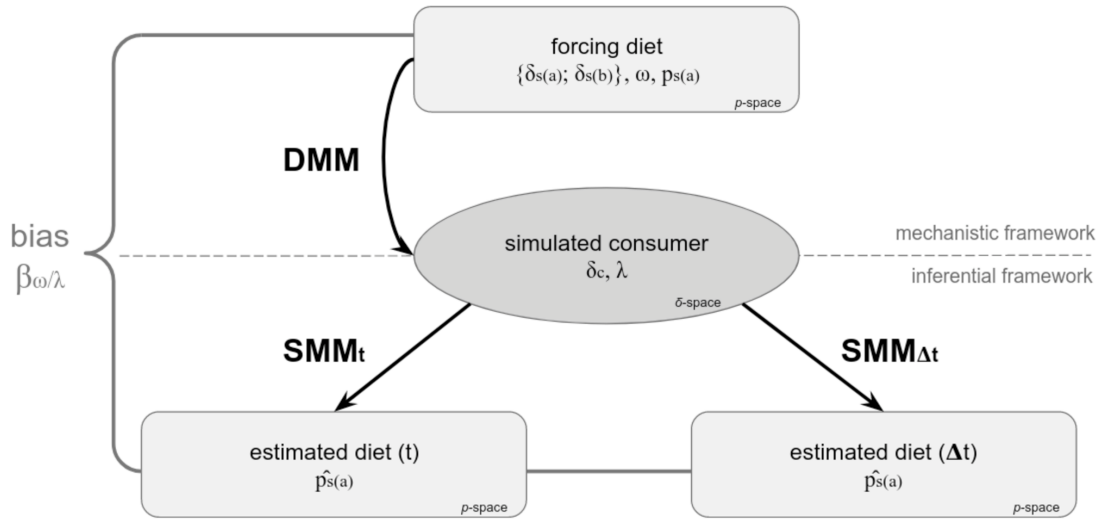 forcing diet
{δs(a); δs(b)}, ω, ps(a)
p-space
DMM
bias
βω/λ
simulated consumer
δc, λ
δ-space
mechanistic framework
inferential framework
SMMt
SMMΔt
estimated diet (t)
p̂s(a)
p-space
estimated diet (Δt)
p̂s(a)
p-space